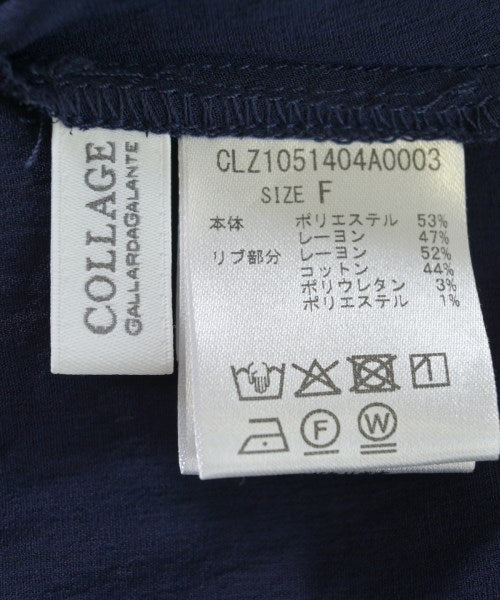 COLLAGE
GALLARDAGALANTE
CLZ1051404A0003
SIZE F
本体 ポリエステル 53%
レーヨン 47%
リブ部分 レーヨン 52%
コットン 44%
ポリウレタン 3%
ポリエステル 1%
F W